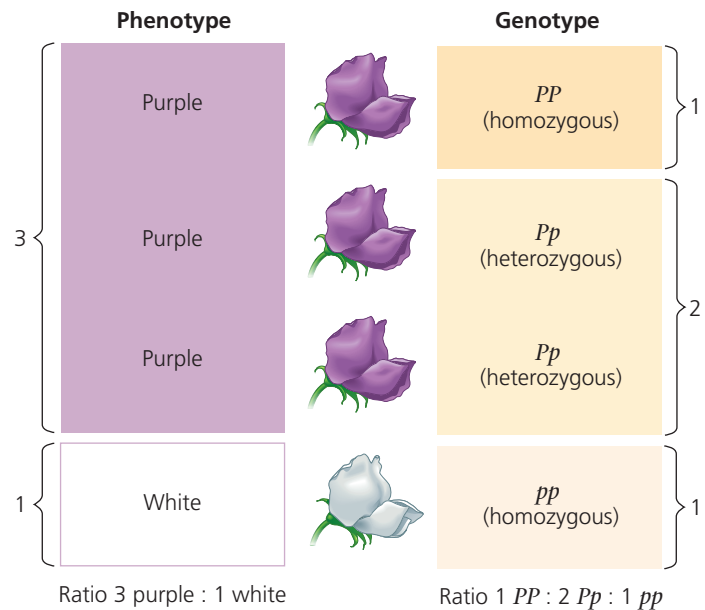 Phenotype
Genotype
3
Purple
PP
(homozygous)
1
Purple
Pp
(heterozygous)
2
Purple
Pp
(heterozygous)
1
White
pp
(homozygous)
1
Ratio 3 purple : 1 white
Ratio 1 PP : 2 Pp : 1 pp